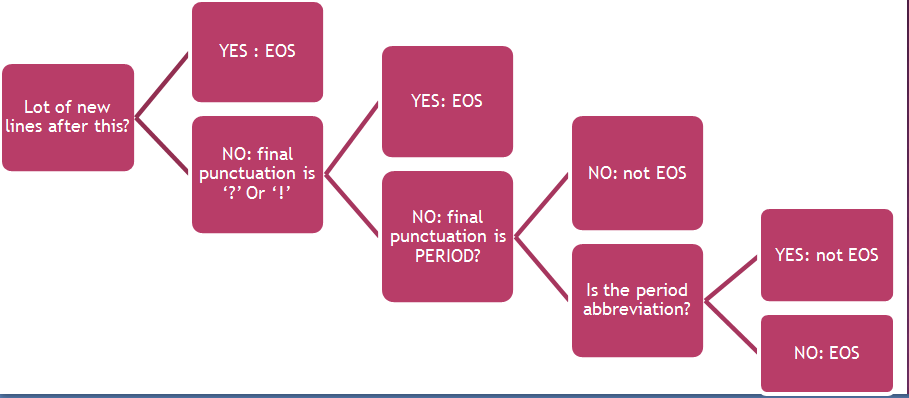 Lot of new
lines after this?
YES : EOS
NO: final
punctuation is
‘?’ Or ‘!’
YES: EOS
NO: final
punctuation is
PERIOD?
NO: not EOS
Is the period
abbreviation?
YES: not EOS
NO: EOS